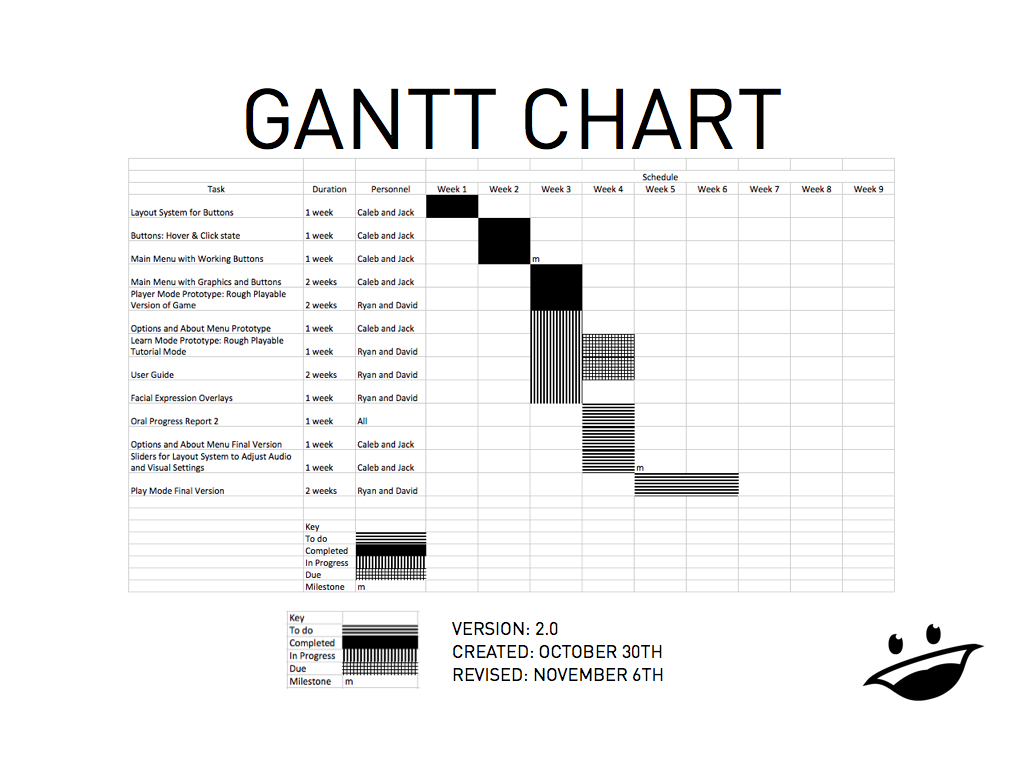 GANTT CHART
Schedule
Task Duration Personnel Week 1 Week 2 Week 3 Week 4 Week 5 Week 6 Week 7 Week 8 Week 9
Layout System for Buttons 1 week Caleb and Jack
Buttons: Hover & Click state 1 week Caleb and Jack
Main Menu with Working Buttons 1 week Caleb and Jack m
Main Menu with Graphics and Buttons 2 weeks Caleb and Jack
Player Mode Prototype: Rough Playable
Version of Game 2 weeks Ryan and David
Options and About Menu Prototype 1 week Caleb and Jack
Learn Mode Prototype: Rough Playable
Tutorial Mode 1 week Ryan and David
User Guide 2 weeks Ryan and David
Facial Expression Overlays 1 week Ryan and David
Oral Progress Report 2 1 week All
Options and About Menu Final Version 1 week Caleb and Jack
Sliders for Layout System to Adjust Audio
and Visual Settings 1 week Caleb and Jack m
Play Mode Final Version 2 weeks Ryan and David
Key
To do
Completed
In Progress
Due
Milestone m
Key
To do
Completed
In Progress
Due
Milestone m
VERSION: 2.0
CREATED: OCTOBER 30TH
REVISED: NOVEMBER 6TH